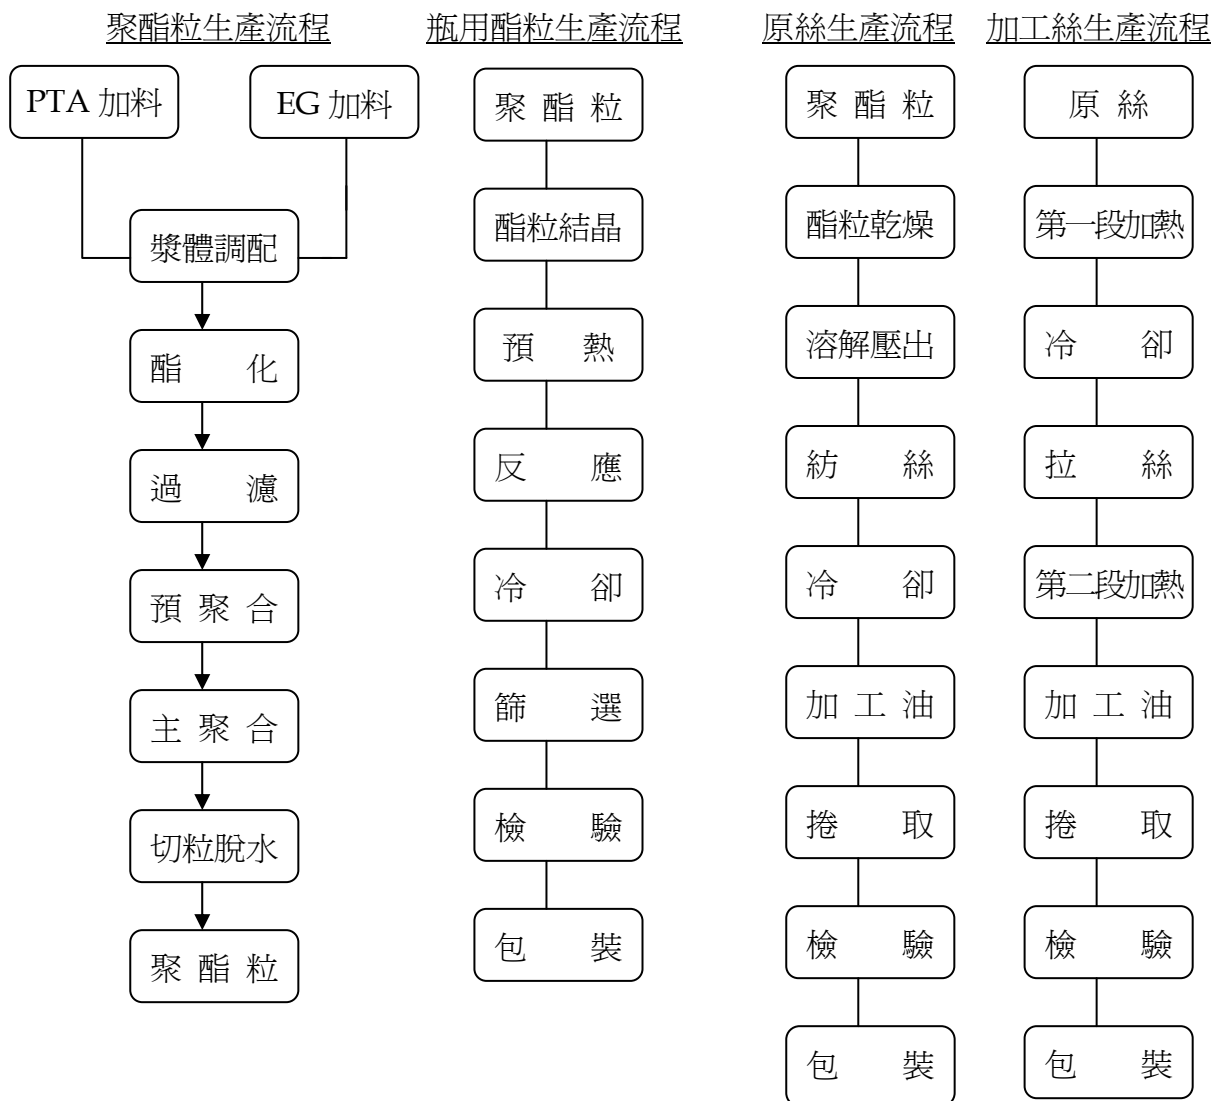 聚酯粒生產流程
PTA 加料
EG 加料
漿體調配
酯 化
過 濾
預 聚 合
主 聚 合
切粒脫水
聚 酯 粒
瓶用酯粒生產流程
聚 酯 粒
酯粒結晶
預 熱
反 應
冷 卻
篩 選
檢 驗
包 裝
原絲生產流程
聚 酯 粒
酯粒乾燥
溶解壓出
紡 絲
冷 卻
加 工 油
捲 取
檢 驗
包 裝
加工絲生產流程
原 絲
第一段加熱
冷 卻
拉 絲
第二段加熱
加 工 油
捲 取
檢 驗
包 裝